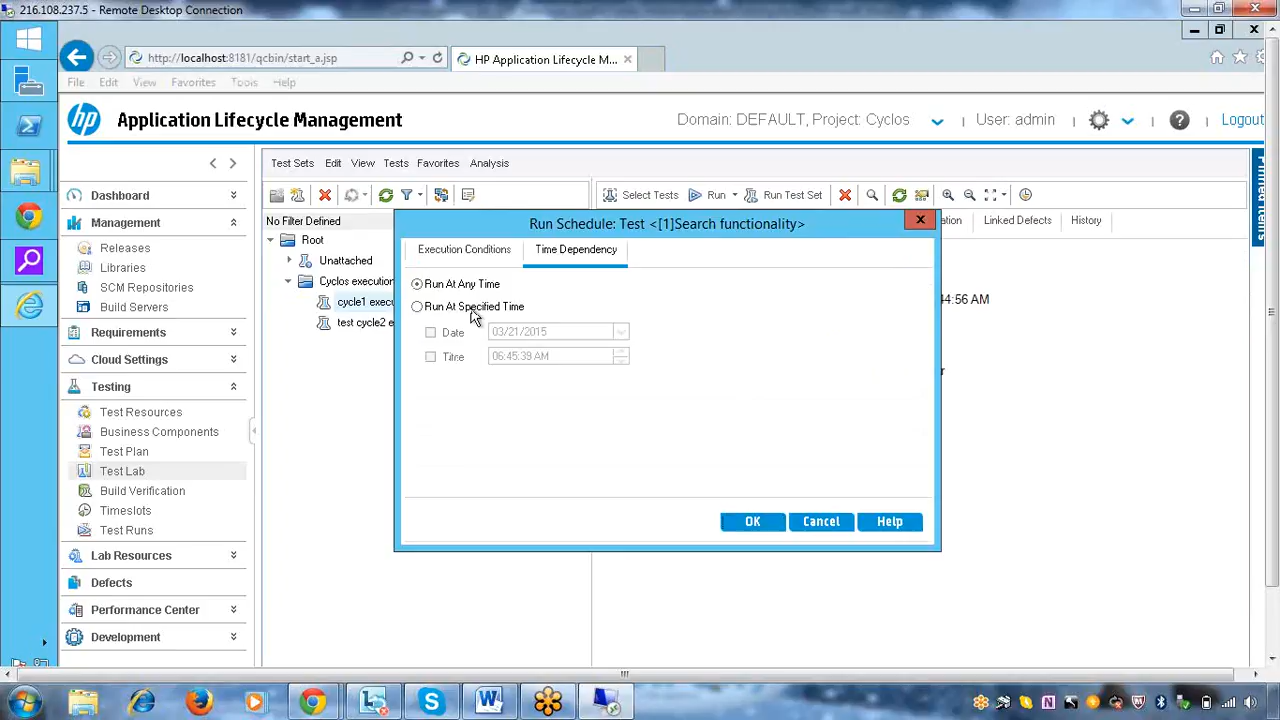 216.108.237.5 - Remote Desktop Connection
http://localhost:8181/qcbin/start_a.jsp
HP Application Lifecycle M...
File Edit View Favorites Tools Help
hp Application Lifecycle Management
Domain: DEFAULT, Project: Cyclos
User: admin
Logout
Test Sets Edit View Tests Favorites Analysis
Select Tests Run Run Test Set
Dashboard
Management
Releases
Libraries
SCM Repositories
Build Servers
Requirements
Cloud Settings
Testing
Test Resources
Business Components
Test Plan
Test Lab
Build Verification
Timeslots
Test Runs
Lab Resources
Defects
Performance Center
Development
No Filter Defined
Root
Unattached
Cyclos execution
cycle1 execu
test cycle2 e
ation Linked Defects History
44:56 AM
r
Pinned Items
Run Schedule: Test <[1]Search functionality>
Execution Conditions Time Dependency
Run At Any Time
Run At Specified Time
Date 03/21/2015
Time 06:45:39 AM
OK Cancel Help